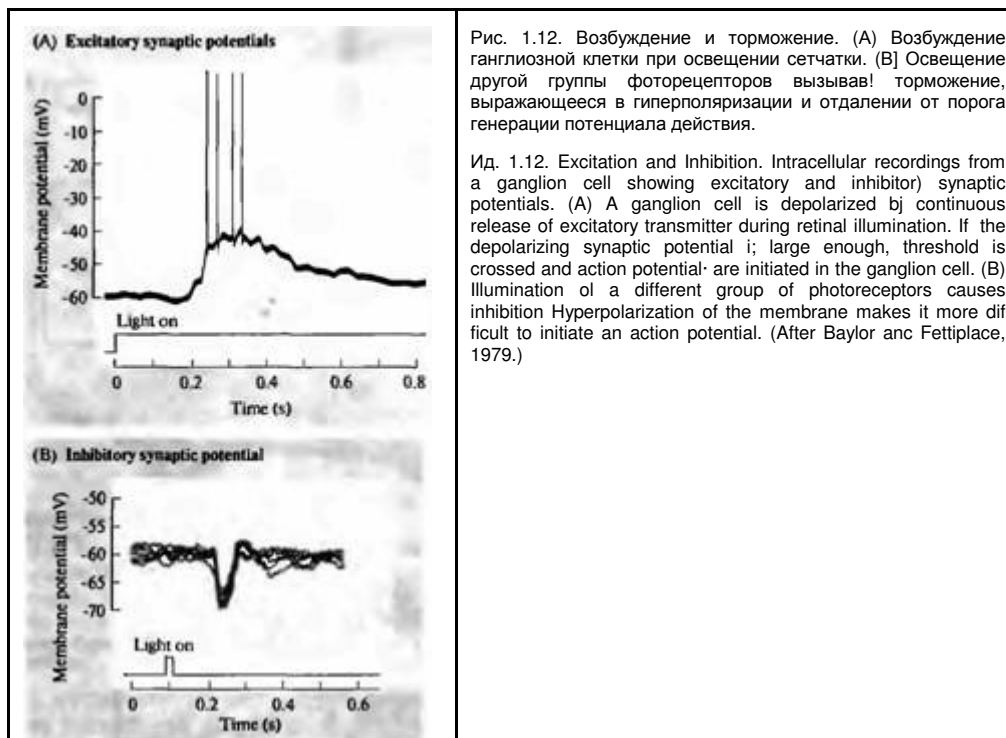 (A) Excitatory synaptic potentials
Membrane potential (mV)
0
-10
-20
-30
-40
-50
-60
Light on
0 0.2 0.4 0.6 0.8
Time (s)
(B) Inhibitory synaptic potential
Membrane potential (mV)
-50
-55
-60
-65
-70
Light on
0 0.2 0.4 0.6
Time (s)
Рис. 1.12. Возбуждение и торможение. (А) Возбуждение
ганглиозной клетки при освещении сетчатки. (В] Освещение
другой группы фоторецепторов вызывав! торможение,
выражающееся в гиперполяризации и отдалении от порога
генерации потенциала действия.
Ид. 1.12. Excitation and Inhibition. Intracellular recordings from
a ganglion cell showing excitatory and inhibitor) synaptic
potentials. (A) A ganglion cell is depolarized bj continuous
release of excitatory transmitter during retinal illumination. If the
depolarizing synaptic potential i; large enough, threshold is
crossed and action potential· are initiated in the ganglion cell. (B)
Illumination ol a different group of photoreceptors causes
inhibition Hyperpolarization of the membrane makes it more dif
ficult to initiate an action potential. (After Baylor anc Fettiplace,
1979.)